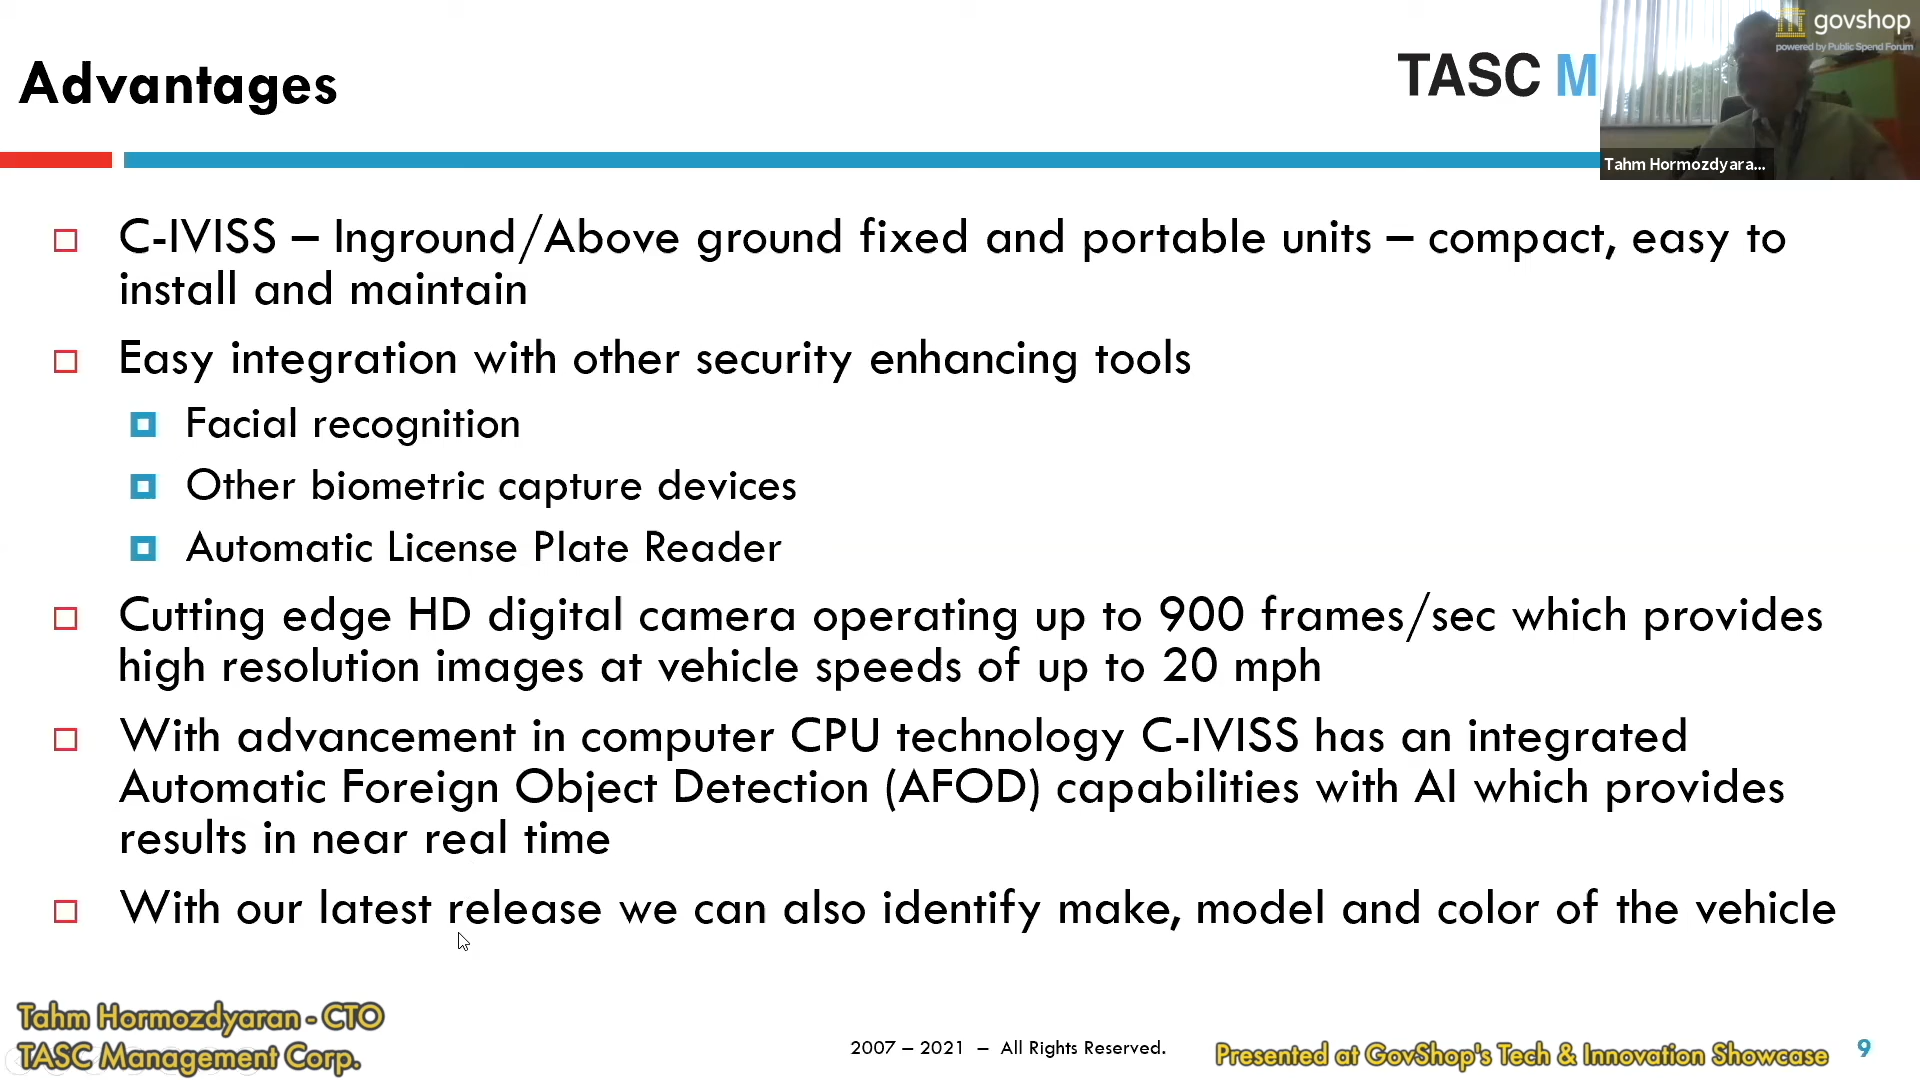 Advantages
TASC M
govshop
powered by Public Spend Forum
Tahm Hormozdyara...
C-IVISS – Inground/Above ground fixed and portable units – compact, easy to
install and maintain
Easy integration with other security enhancing tools
Facial recognition
Other biometric capture devices
Automatic License Plate Reader
Cutting edge HD digital camera operating up to 900 frames/sec which provides
high resolution images at vehicle speeds of up to 20 mph
With advancement in computer CPU technology C-IVISS has an integrated
Automatic Foreign Object Detection (AFOD) capabilities with AI which provides
results in near real time
With our latest release we can also identify make, model and color of the vehicle
Tahm Hormozdyaran - CTO
TASC Management Corp.
2007 – 2021 – All Rights Reserved.
Presented at GovShop's Tech & Innovation Showcase
9